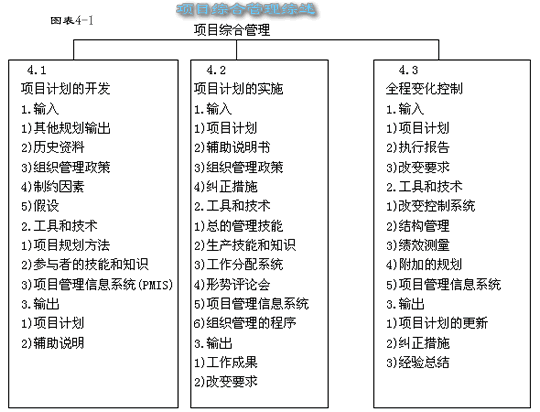 图表4-1
项目综合管理综述
项目综合管理
4.1
项目计划的开发
1.输入
1)其他规划输出
2)历史资料
3)组织管理政策
4)制约因素
5)假设
2.工具和技术
1)项目规划方法
2)参与者的技能和知识
3)项目管理信息系统(PMIS)
3.输出
1)项目计划
2)辅助说明
4.2
项目计划的实施
1.输入
1)项目计划
2)辅助说明书
3)组织管理政策
4)纠正措施
2.工具和技术
1)总的管理技能
2)生产技能和知识
3)工作分配系统
4)形势评论会
5)项目管理信息系统
6)组织管理的程序
3.输出
1)工作成果
2)改变要求
4.3
全程变化控制
1.输入
1)项目计划
2)执行报告
3)改变要求
2.工具和技术
1)改变控制系统
2)结构管理
3)绩效测量
4)附加的规划
5)项目管理信息系统
3.输出
1)项目计划的更新
2)纠正措施
3)经验总结